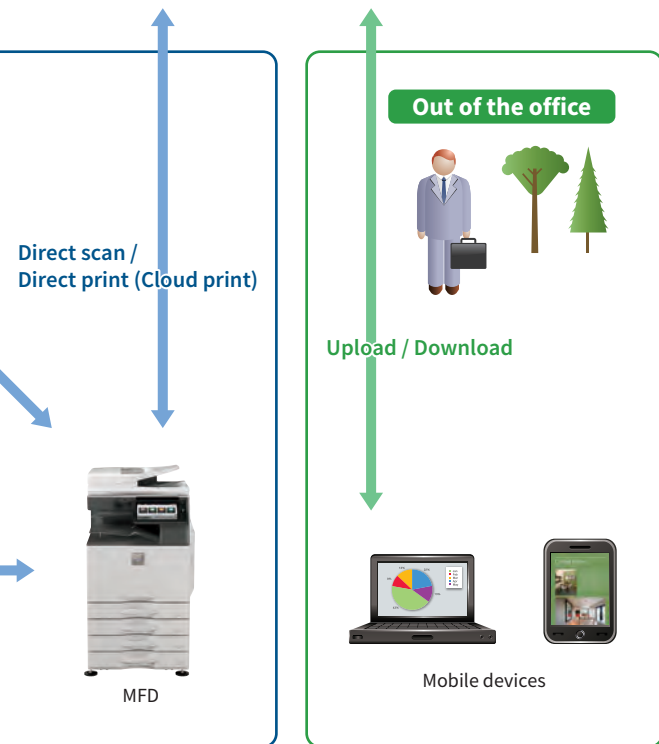 Out of the office
Direct scan /
Direct print (Cloud print)
Upload / Download
MFD
Mobile devices